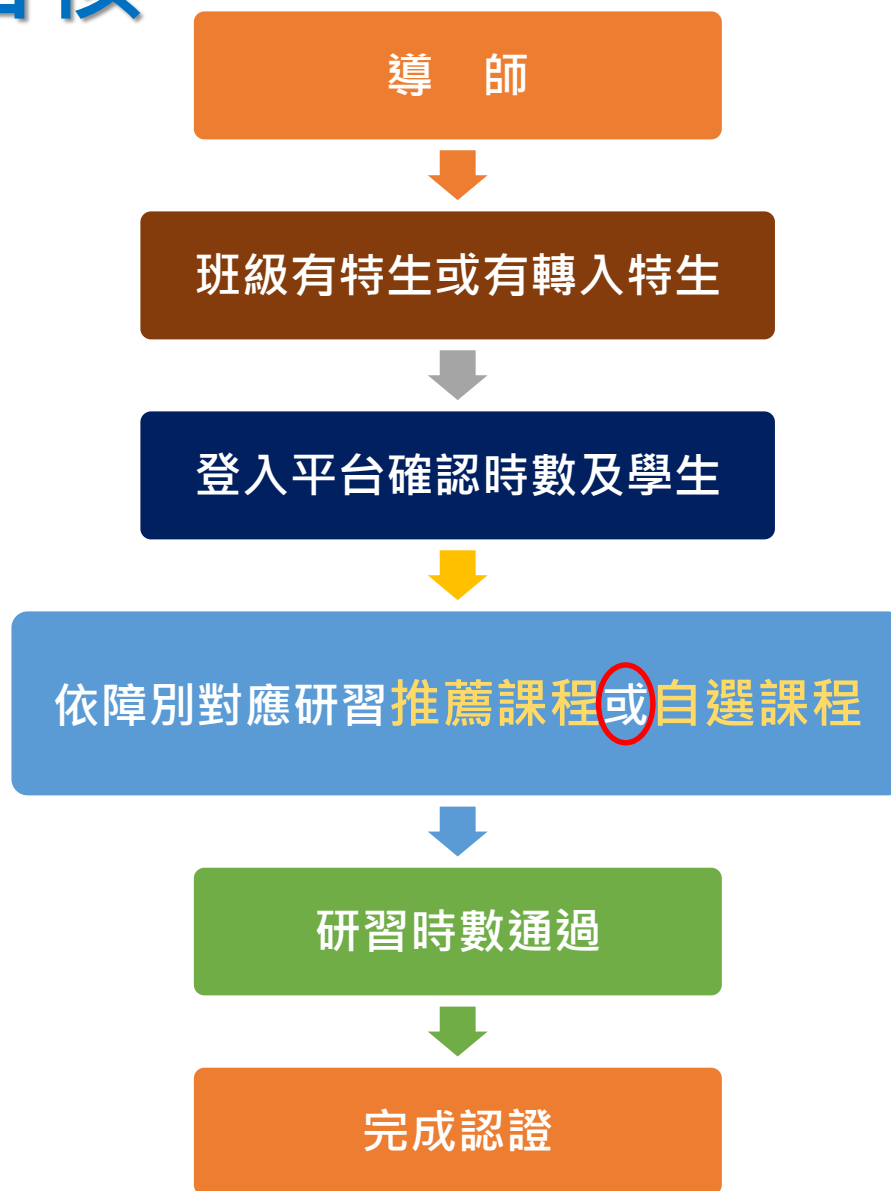 導　師
班級有特生或有轉入特生
登入平台確認時數及學生
依障別對應研習推薦課程或自選課程
研習時數通過
完成認證